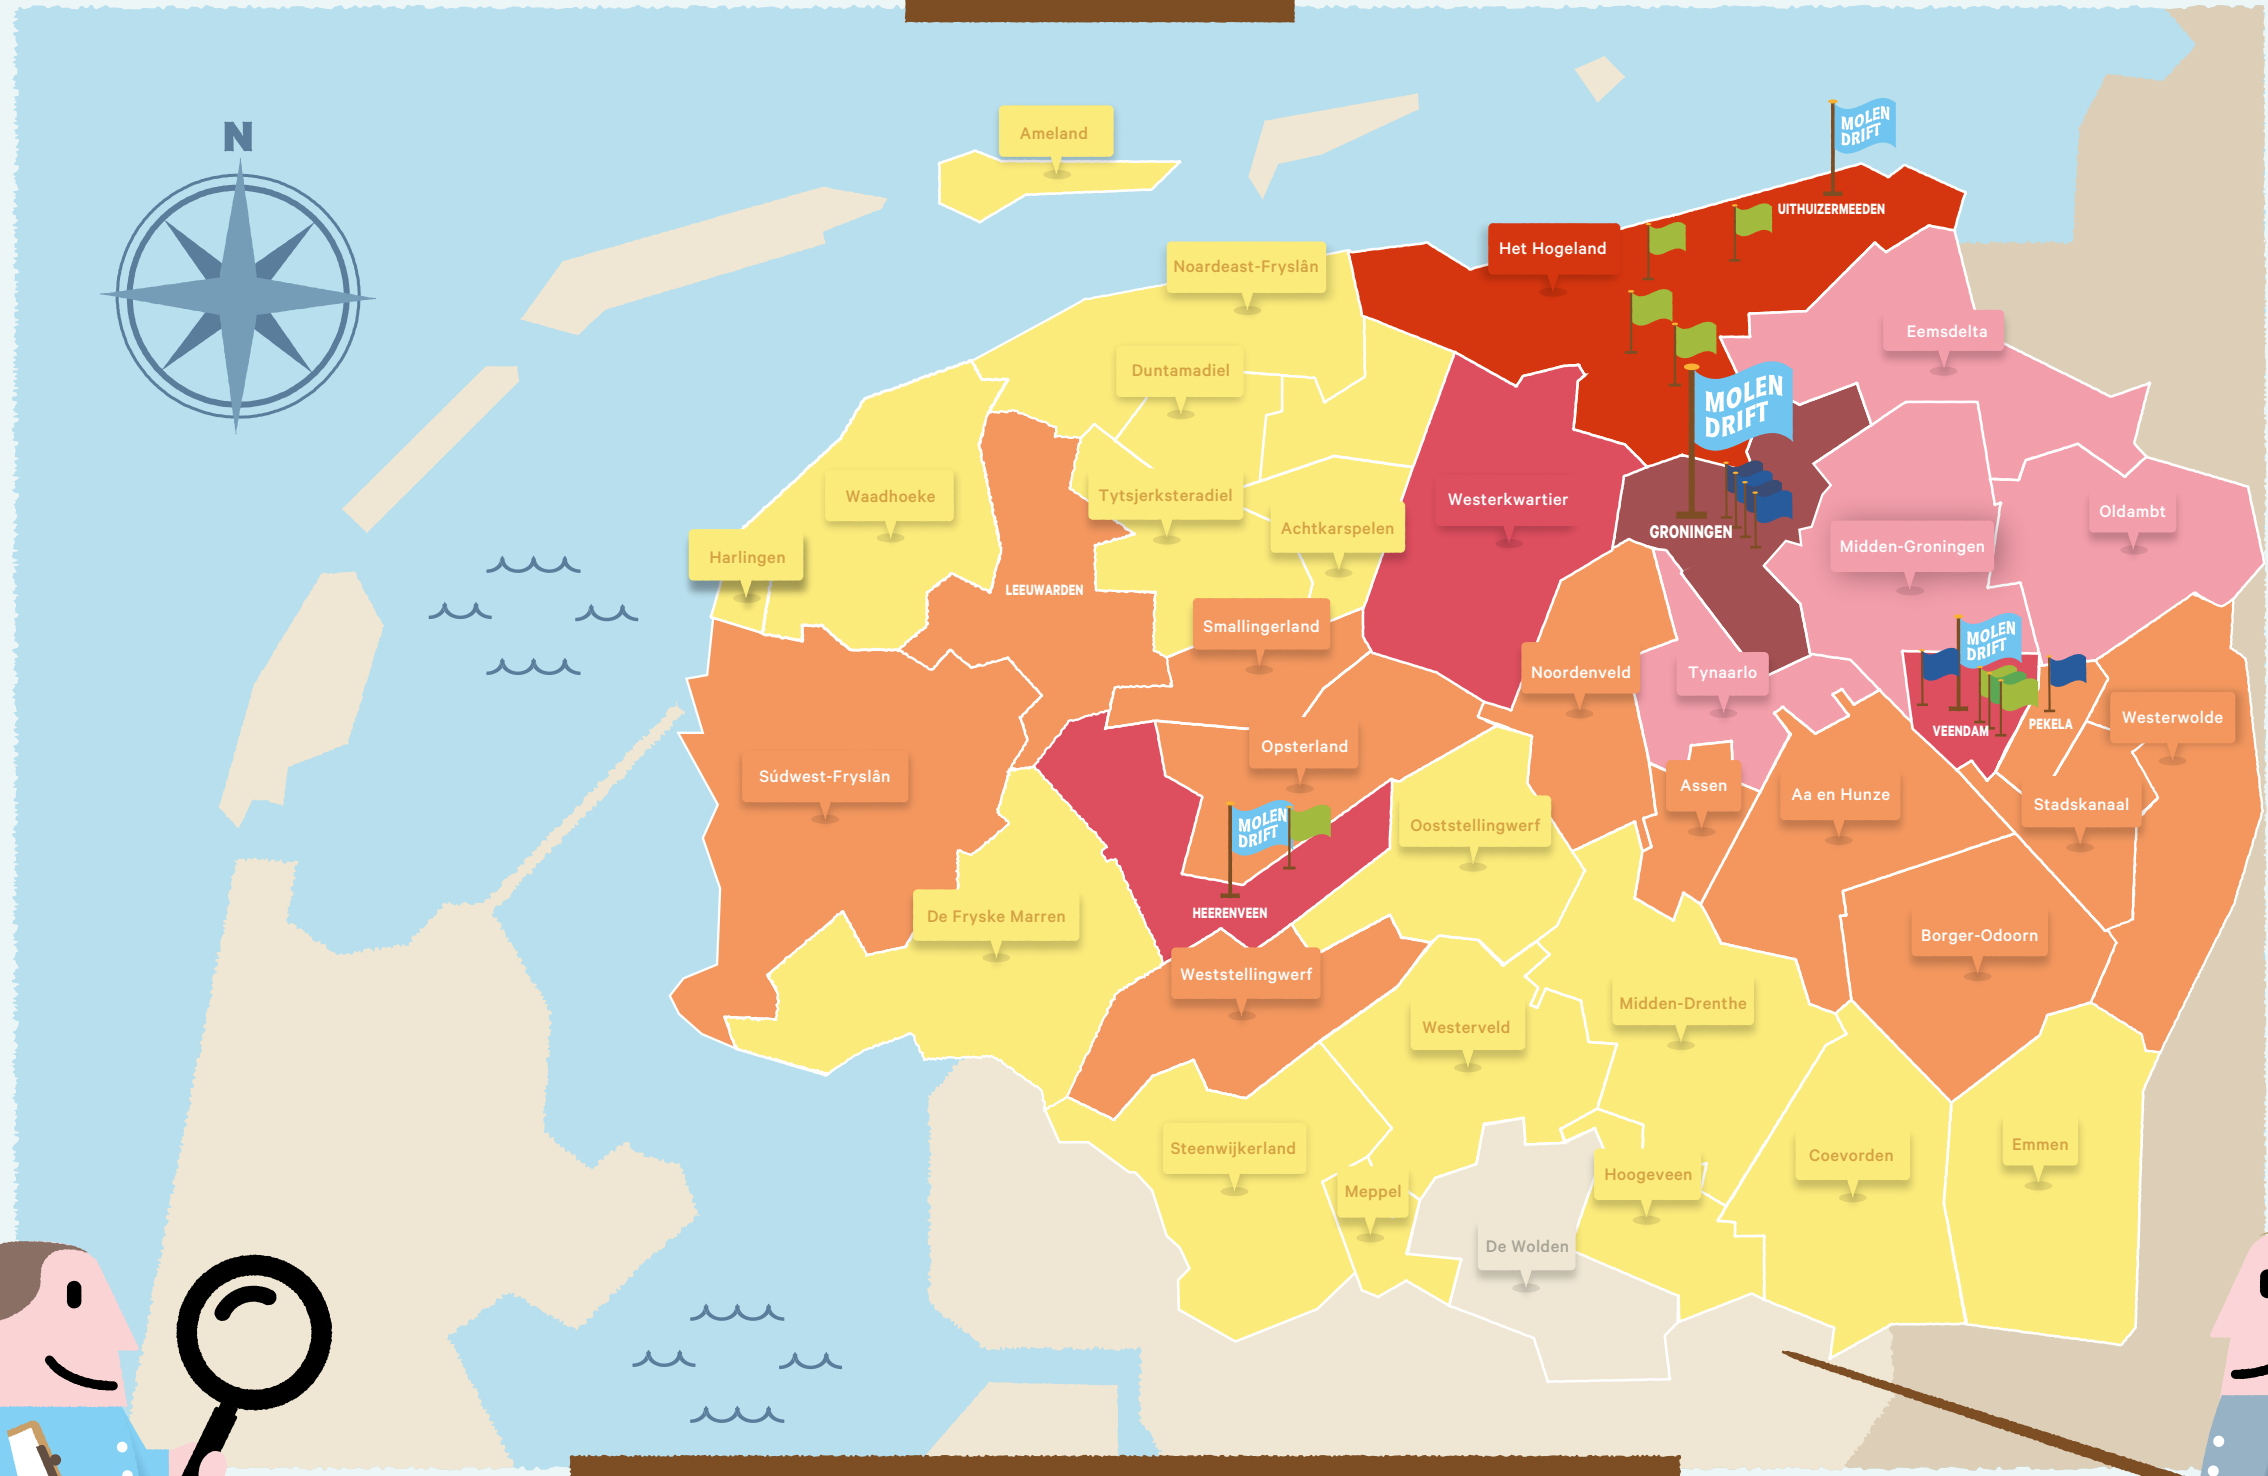 N
Ameland
MOLEN
DRIFT
UITHUIZERMEEDEN
Het Hogeland
Noardeast-Fryslân
Eemsdelta
Duntamadiel
MOLEN
DRIFT
Waadhoeke
Tytsjerksteradiel
Westerkwartier
Oldambt
Achtkarspelen
GRONINGEN
Midden-Groningen
Harlingen
LEEUWARDEN
Smallingerland
MOLEN
DRIFT
Noordenveld
Tynaarlo
Westerwolde
VEENDAM
PEKELA
Opsterland
Súdwest-Fryslân
Assen
Aa en Hunze
Stadskanaal
MOLEN
DRIFT
Ooststellingwerf
HEERENVEEN
De Fryske Marren
Borger-Odoorn
Weststellingwerf
Midden-Drenthe
Westerveld
Steenwijkerland
Emmen
Coevorden
Hoogeveen
Meppel
De Wolden